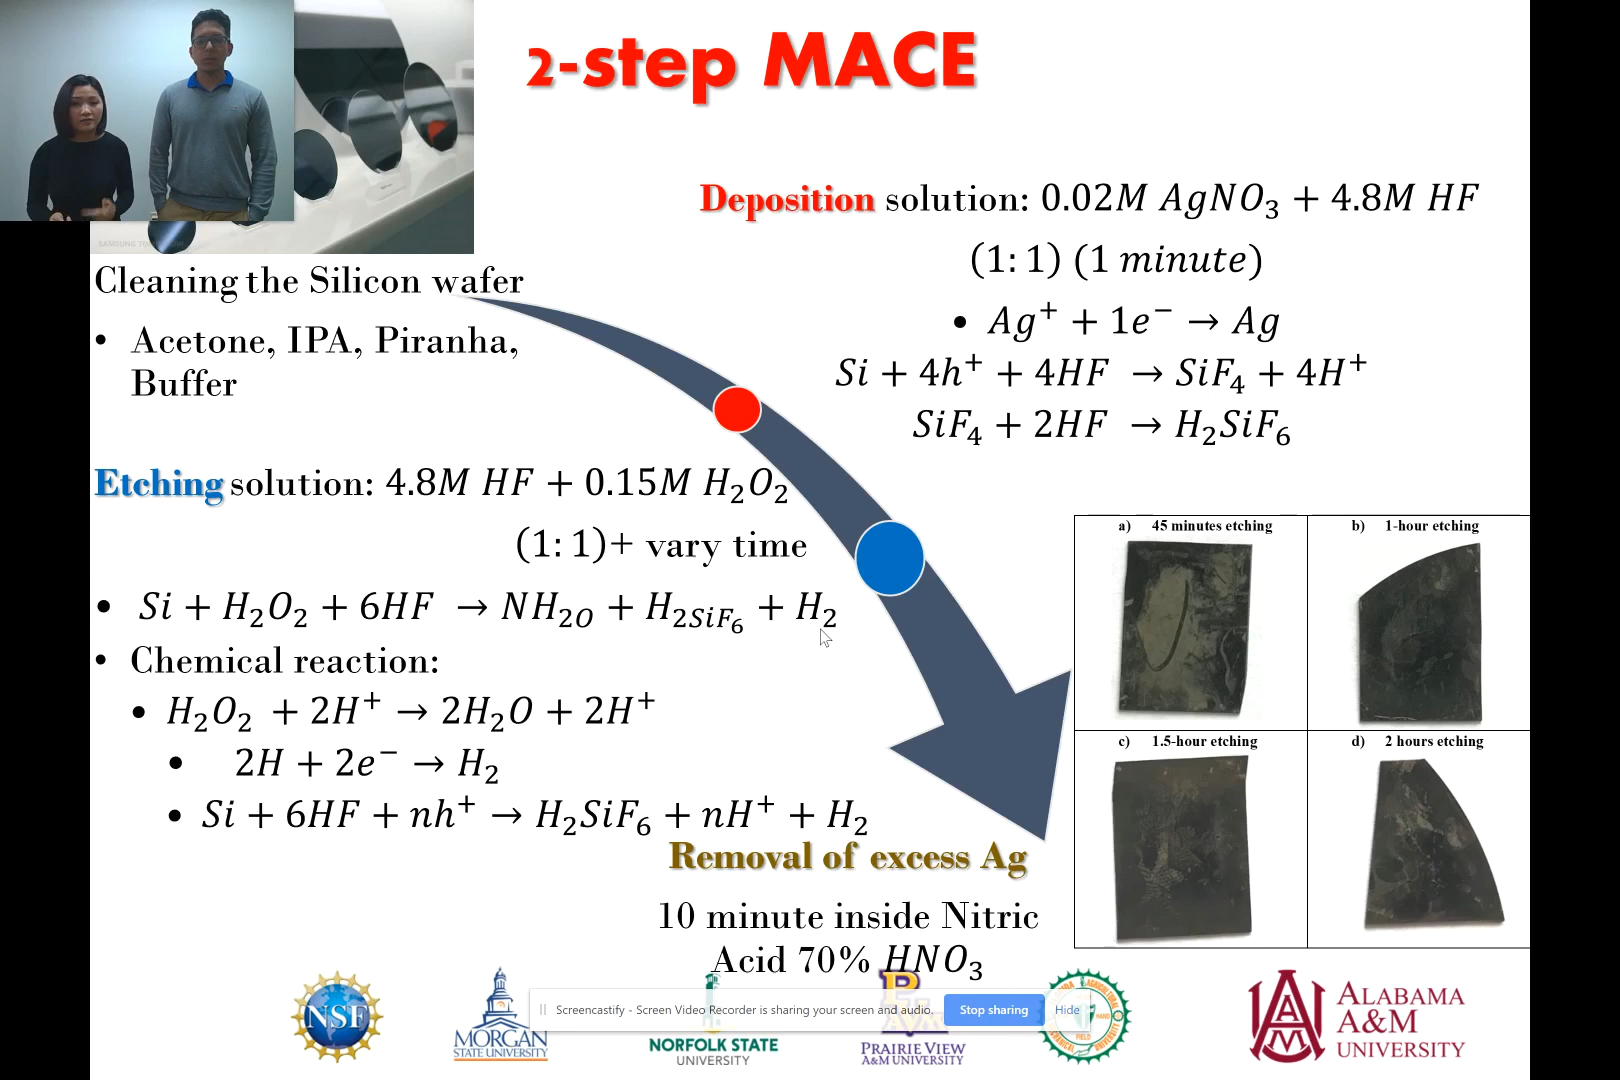 2-step MACE
SAMSUNG
Deposition solution: 0.02M AgNO₃ + 4.8M HF
(1:1) (1 minute)
• Ag⁺ + 1e⁻ → Ag
Si + 4h⁺ + 4HF → SiF₄ + 4H⁺
SiF₄ + 2HF → H₂SiF₆
Cleaning the Silicon wafer
• Acetone, IPA, Piranha,
Buffer
Etching solution: 4.8M HF + 0.15M H₂O₂
(1:1)+ vary time
• Si + H₂O₂ + 6HF → NH₂O + H₂SiF₆ + H₂
• Chemical reaction:
• H₂O₂ + 2H⁺ → 2H₂O + 2H⁺
• 2H + 2e⁻ → H₂
• Si + 6HF + nh⁺ → H₂SiF₆ + nH⁺ + H₂
Removal of excess Ag
10 minute inside Nitric
Acid 70% HNO₃
a) 45 minutes etching
b) 1-hour etching
c) 1.5-hour etching
d) 2 hours etching
NSF
MORGAN
STATE UNIVERSITY
NORFOLK STATE
UNIVERSITY
PRAIRIE VIEW
A&M UNIVERSITY
ALABAMA
A&M
UNIVERSITY
Screencastify - Screen Video Recorder is sharing your screen and audio.
Stop sharing
Hide